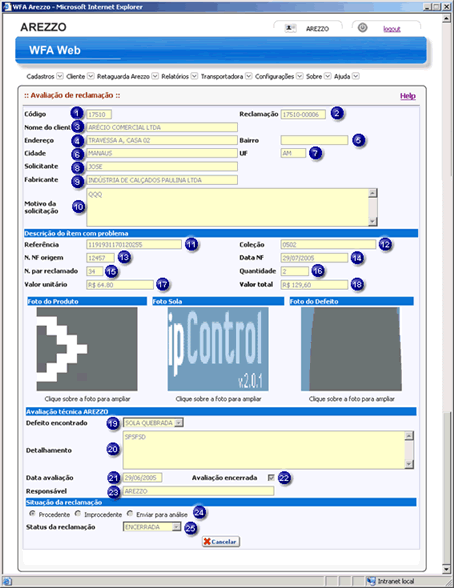 WFA Arezzo - Microsoft Internet Explorer
AREZZO
AREZZO
logout
WFA Web
Cadastros Cliente Retaguarda Arezzo Relatórios Transportadora Configurações Sobre Ajuda
:: Avaliação de reclamação ::
Help
Código 1 17510 Reclamação 17510-00006 2
Nome do client 3 ARÉCIO COMERCIAL LTDA
Endereço 4 TRAVESSA A, CASA 02 Bairro 5
Cidade 6 MANAUS UF AM 7
Solicitante 8 JOSE
Fabricante 9 INDÚSTRIA DE CALÇADOS PAULINA LTDA
Motivo da solicitação 10 QQQ
Descrição do ítem com problema
Referência 1191931170120255 11 Coleção 0502 12
N. NF origem 12457 13 Data NF 29/07/2005 14
N. par reclamado 34 15 Quantidade 2 16
Valor unitário R$ 64.80 17 Valor total R$ 129,60 18
Foto do Produto Foto Sola Foto do Defeito
ipControl
v.2.0.1
Clique sobre a foto para ampliar Clique sobre a foto para ampliar Clique sobre a foto para ampliar
Avaliação técnica AREZZO
Defeito encontrado 19 SOLA QUEBRADA
Detalhamento 20 SPSPSD
Data avaliação 21 29/06/2005 Avaliação encerrada 22
Responsável 23 AREZZO
Situação da reclamação
Procedente Improcedente Enviar para análise 24
Status da reclamação ENCERRADA 25
Cancelar
Intranet local